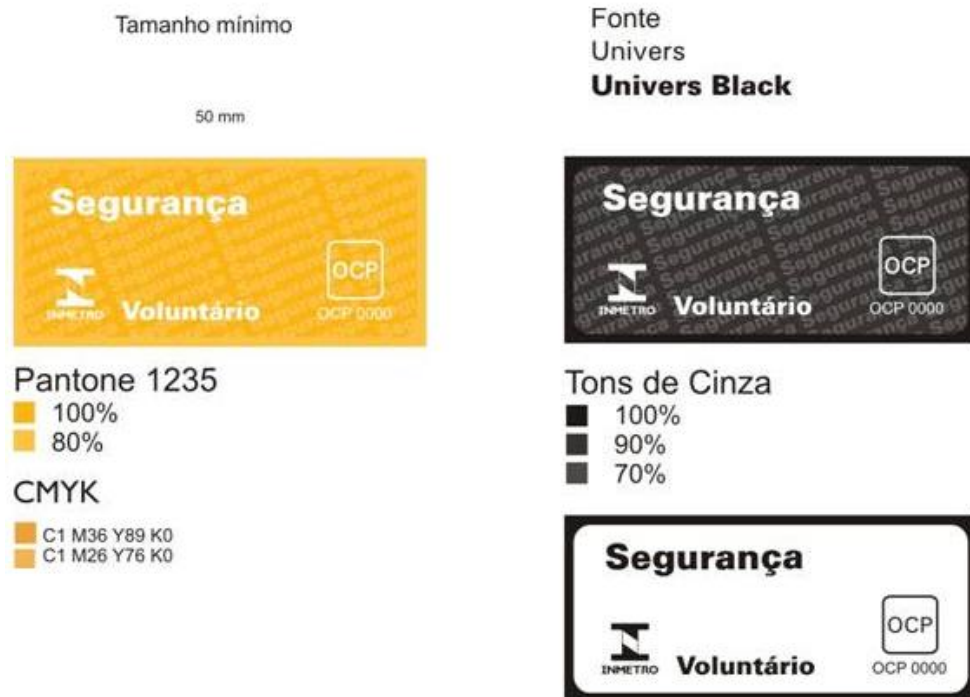 Tamanho mínimo
50 mm
Segurança
OCP
INMETRO
Voluntário
OCP 0000
Pantone 1235
100%
80%
CMYK
C1 M36 Y89 K0
C1 M26 Y76 K0
Fonte
Univers
Univers Black
Segurança
OCP
INMETRO
Voluntário
OCP 0000
Tons de Cinza
100%
90%
70%
Segurança
OCP
INMETRO
Voluntário
OCP 0000